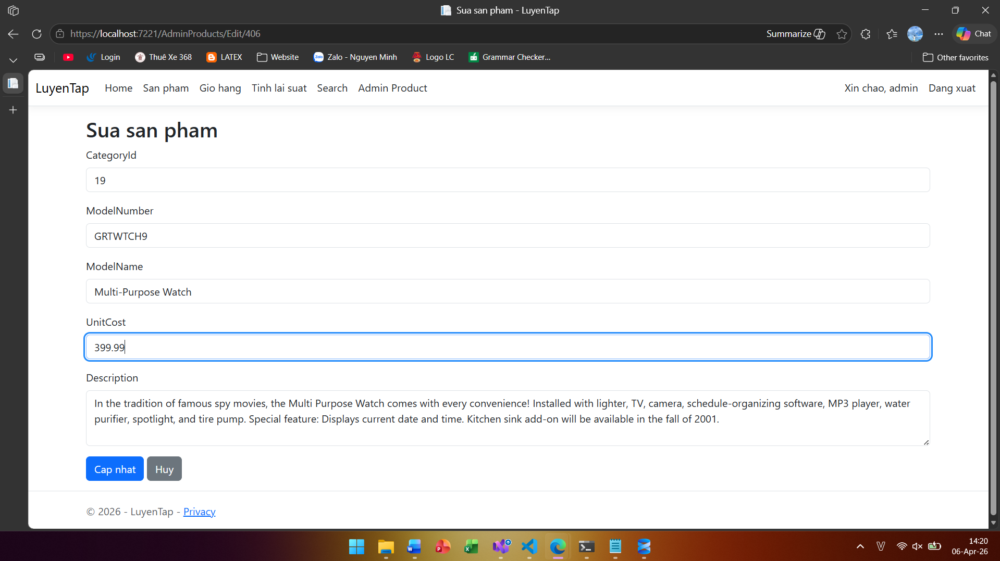 Sua san pham - LuyenTap
https://localhost:7221/AdminProducts/Edit/406
Summarize
Chat
Login
Thuê Xe 368
LATEX
Website
Zalo - Nguyen Minh
Logo LC
Grammar Checker...
Other favorites
LuyenTap
Home
San pham
Gio hang
Tinh lai suat
Search
Admin Product
Xin chao, admin
Dang xuat
Sua san pham
CategoryId
19
ModelNumber
GRTWTCH9
ModelName
Multi-Purpose Watch
UnitCost
399.99
Description
In the tradition of famous spy movies, the Multi Purpose Watch comes with every convenience! Installed with lighter, TV, camera, schedule-organizing software, MP3 player, water
purifier, spotlight, and tire pump. Special feature: Displays current date and time. Kitchen sink add-on will be available in the fall of 2001.
Cap nhat
Huy
© 2026 - LuyenTap - Privacy
14:20
06-Apr-26